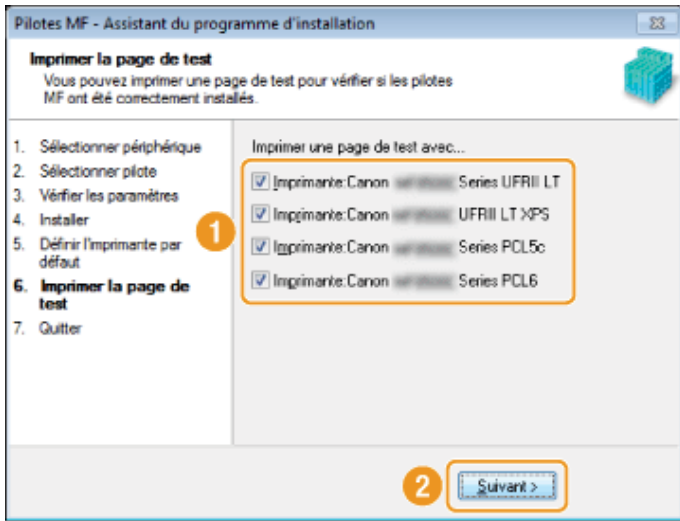 Pilotes MF - Assistant du programme d'installation
Imprimer la page de test
Vous pouvez imprimer une page de test pour vérifier si les pilotes
MF ont été correctement installés.
1. Sélectionner périphérique
2. Sélectionner pilote
3. Vérifier les paramètres
4. Installer
5. Définir l'imprimante par
défaut
6. Imprimer la page de
test
7. Quitter
Imprimer une page de test avec...
1
Imprimante:Canon Series UFRII LT
Imprimante:Canon UFRII LT XPS
Imprimante:Canon Series PCL5c
Imprimante:Canon Series PCL6
2
Suivant >